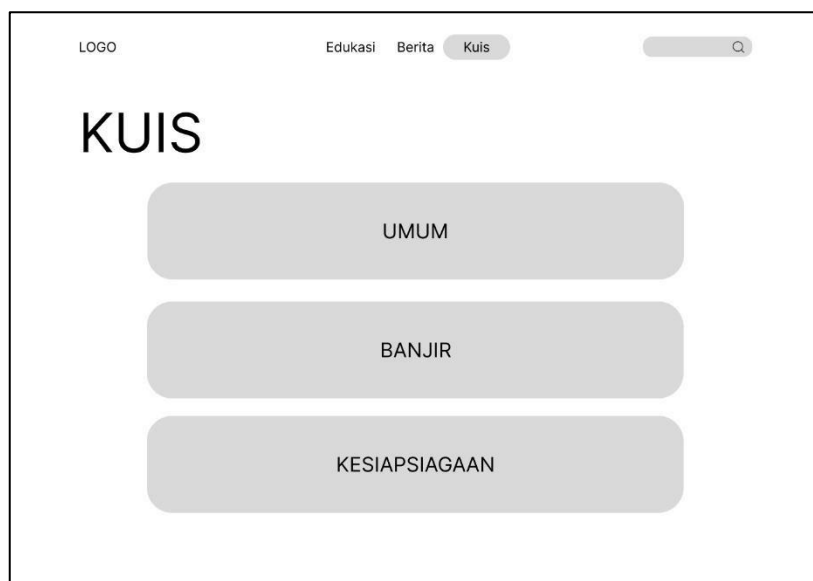 LOGO Edukasi Berita Kuis
KUIS
UMUM
BANJIR
KESIAPSIAGAAN